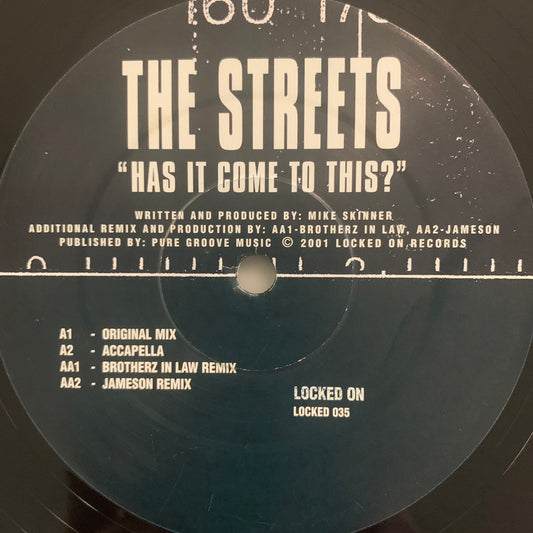 160 170
THE STREETS
"HAS IT COME TO THIS?"
WRITTEN AND PRODUCED BY: MIKE SKINNER
ADDITIONAL REMIX AND PRODUCTION BY: AA1-BROTHERZ IN LAW, AA2-JAMESON
PUBLISHED BY: PURE GROOVE MUSIC © 2001 LOCKED ON RECORDS
A1 - ORIGINAL MIX
A2 - ACCAPELLA
AA1 - BROTHERZ IN LAW REMIX
AA2 - JAMESON REMIX
LOCKED ON
LOCKED 035